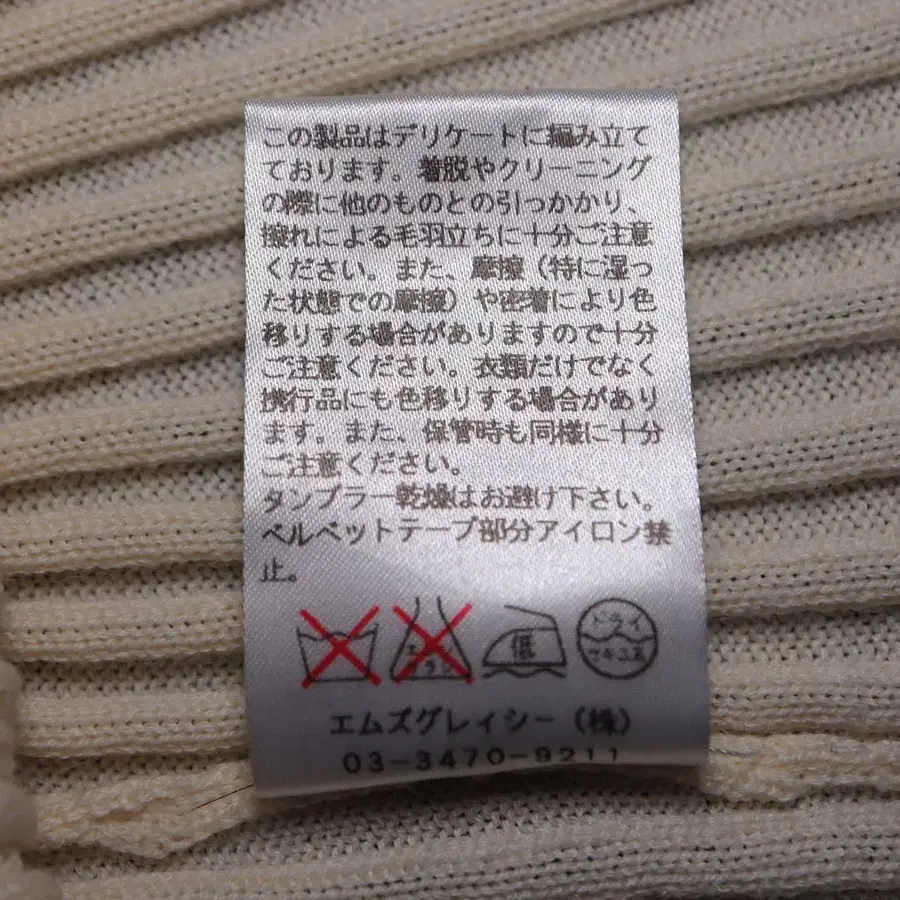 この製品はデリケートに編み立て
ております。着脱やクリーニング
の際に他のものとの引っかかり、
擦れによる毛羽立ちに十分ご注意
ください。また、摩擦（特に湿っ
た状態での摩擦）や密着により色
移りする場合がありますので十分
ご注意ください。衣類だけでなく
携行品にも色移りする場合があり
ます。また、保管時も同様に十分
ご注意ください。
タンブラー乾燥はお避け下さい。
ベルベットテープ部分アイロン禁
止。
エンソ
サラシ
低
ドライ
セキユ系
エムズグレイシー（株）
03-3470-9211